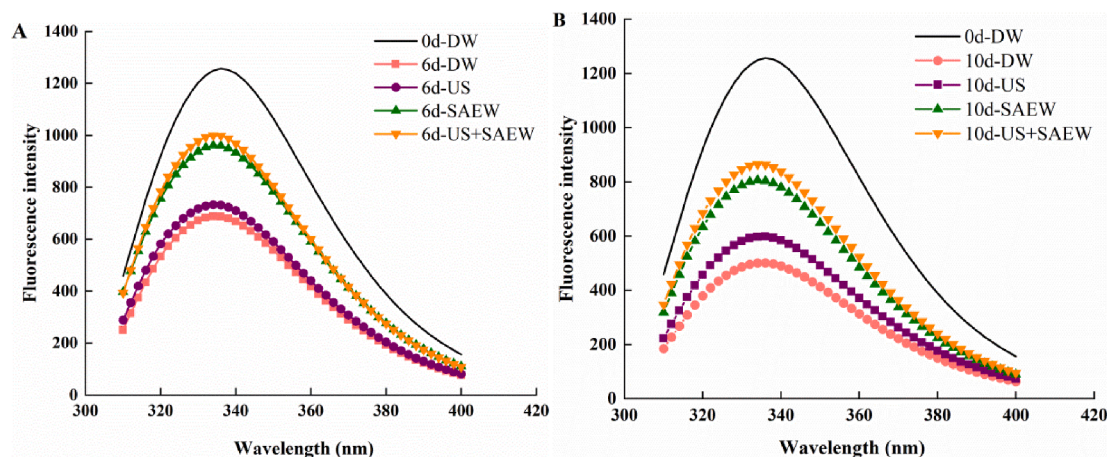 A
1400
1200
1000
800
600
400
200
0
300
320
340
360
380
400
420
Fluorescence intensity
Wavelength (nm)
0d-DW
6d-DW
6d-US
6d-SAEW
6d-US+SAEW
B
1400
1200
1000
800
600
400
200
0
300
320
340
360
380
400
420
Fluorescence intensity
Wavelength (nm)
0d-DW
10d-DW
10d-US
10d-SAEW
10d-US+SAEW